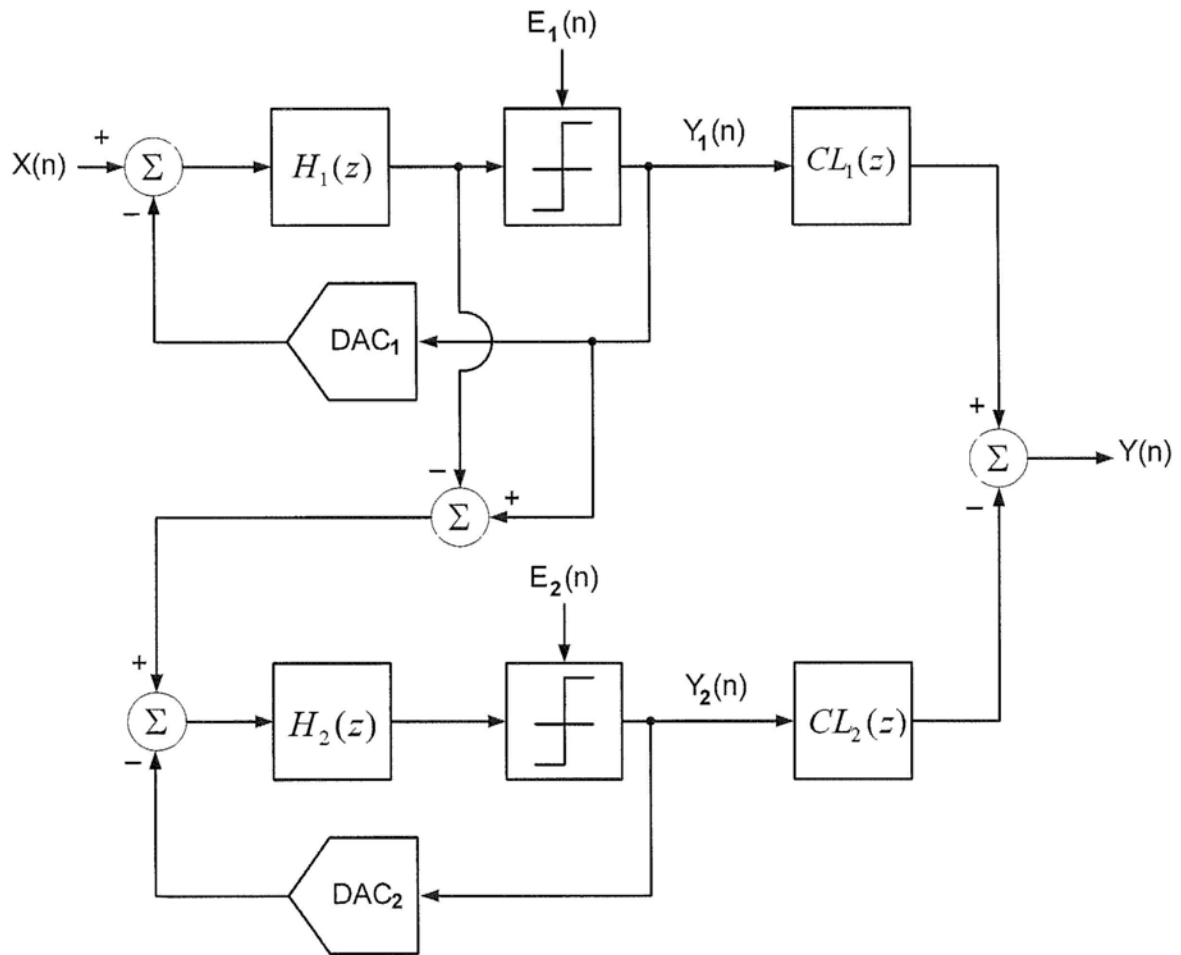 E₁(n)
X(n)
+
Σ
−
H₁(z)
Y₁(n)
CL₁(z)
DAC₁
+
Σ
−
Y(n)
−
Σ
+
E₂(n)
+
Σ
−
H₂(z)
Y₂(n)
CL₂(z)
DAC₂